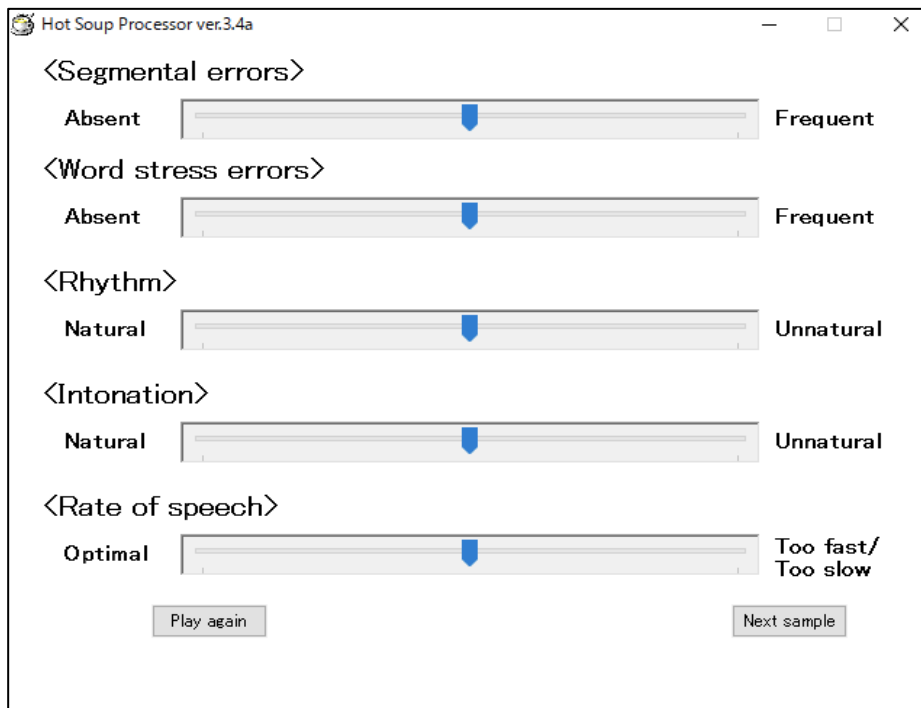 Hot Soup Processor ver.3.4a
<Segmental errors>
Absent Frequent
<Word stress errors>
Absent Frequent
<Rhythm>
Natural Unnatural
<Intonation>
Natural Unnatural
<Rate of speech>
Optimal Too fast/
Too slow
Play again Next sample